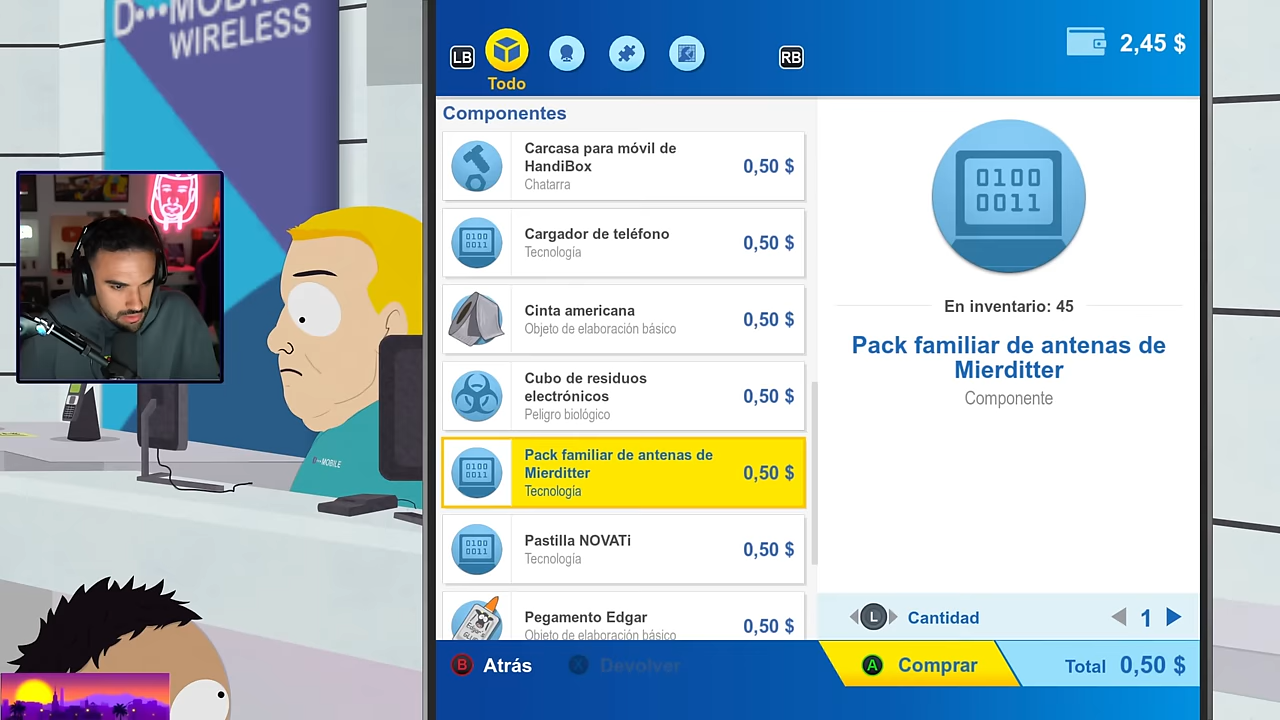 D···MOBILE
WIRELESS
LB
Todo
RB
2,45 $
Componentes
Carcasa para móvil de
HandiBox
Chatarra
0,50 $
Cargador de teléfono
Tecnología
0,50 $
Cinta americana
Objeto de elaboración básico
0,50 $
Cubo de residuos
electrónicos
Peligro biológico
0,50 $
Pack familiar de antenas de
Mierditter
Tecnología
0,50 $
Pastilla NOVATi
Tecnología
0,50 $
Pegamento Edgar
Objeto de elaboración básico
0,50 $
0100
0011
En inventario: 45
Pack familiar de antenas de
Mierditter
Componente
L Cantidad
1
B Atrás
X Devolver
A Comprar
Total 0,50 $
D···MOBILE